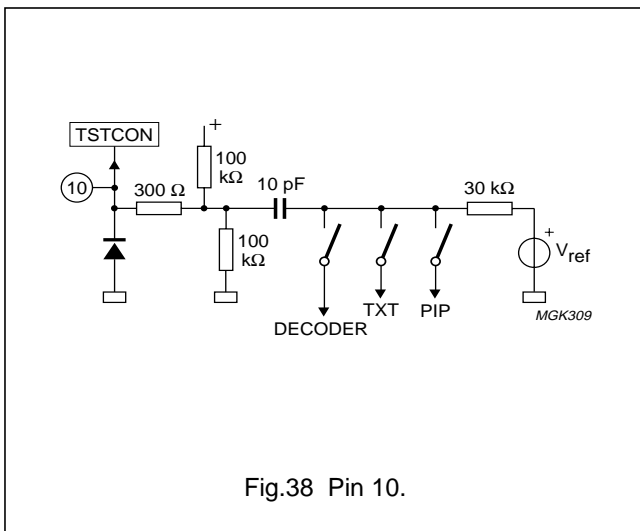 TSTCON
+
100
kΩ
10
300 Ω
10 pF
30 kΩ
100
kΩ
+
Vref
DECODER
TXT
PIP
MGK309
Fig.38 Pin 10.